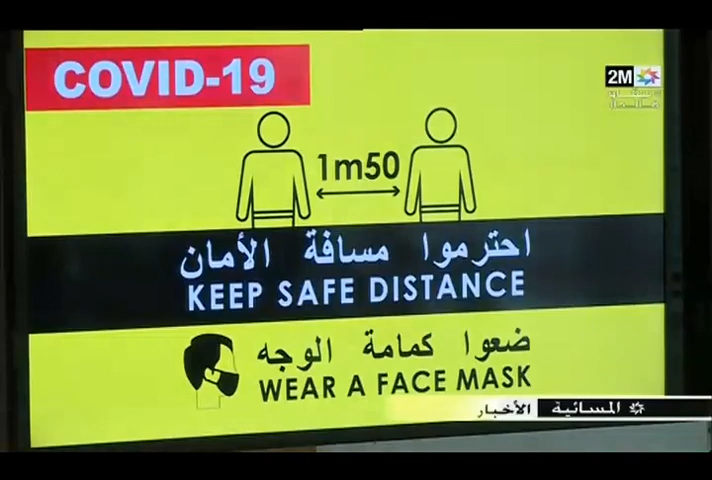 COVID-19
2M
1m50
احترموا مسافة الأمان
KEEP SAFE DISTANCE
ضعوا كمامة الوجه
WEAR A FACE MASK
المسائية
الأخبار